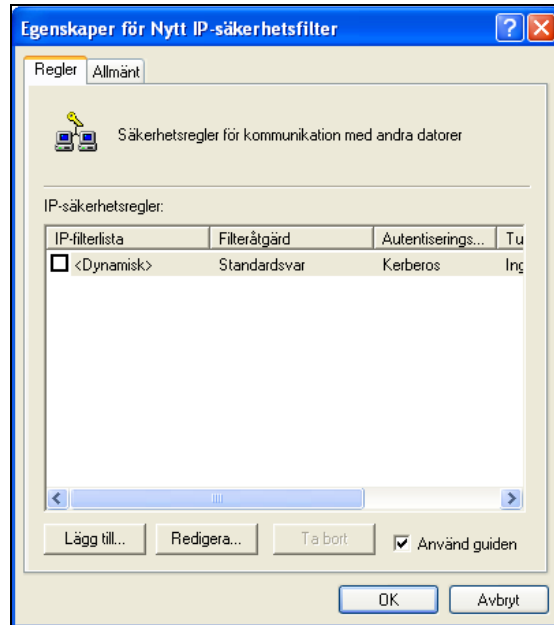 Egenskaper för Nytt IP-säkerhetsfilter
Regler Allmänt
Säkerhetsregler för kommunikation med andra datorer
IP-säkerhetsregler:
IP-filterlista Filteråtgärd Autentiserings... Tu
<Dynamisk> Standardsvar Kerberos Ing
Lägg till... Redigera... Ta bort Använd guiden
OK Avbryt